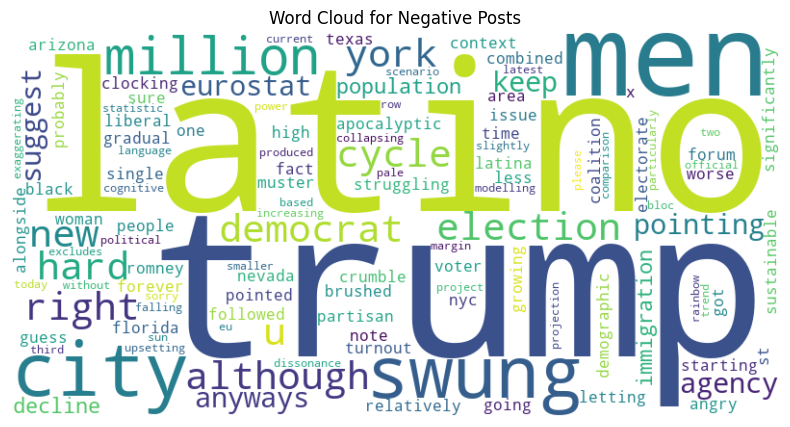 Word Cloud for Negative Posts
latino
trump
men
city
swung
million
york
new
hard
right
although
anyways
democrat
election
cycle
pointing
agency
keep
suggest
eurostat
population
context
combined
arizona
current
texas
scenario
latest
clocking
sure
statistic
power
row
area
x
issue
time
significantly
probably
exaggerating
liberal
gradual
one
language
high
apocalyptic
collapsing
slightly
coalition
comparison
electorate
please
particularly
two
official
forum
worse
single
cognitive
fact
produced
pale
muster
struggling
based
increasing
latina
less
modelling
bloc
black
alongside
woman
people
excludes
political
romney
today
without
forever
sorry
falling
florida
sun
upsetting
guess
third
decline
smaller
nevada
crumble
margin
voter
pointed
project
brushed
followed
eu
partisan
nyc
u
note
turnout
dissonance
relatively
going
growing
projection
demographic
immigration
letting
rainbow
trend
got
sustainable
starting
st
angry